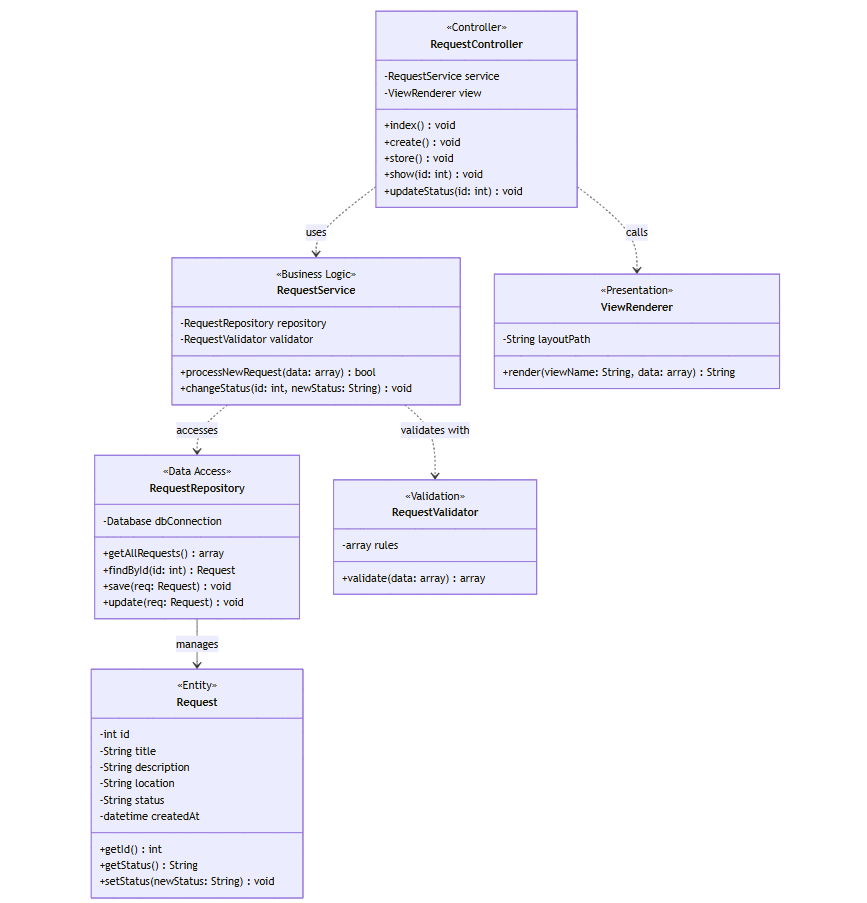 «Controller»
RequestController
-RequestService service
-ViewRenderer view
+index() : void
+create() : void
+store() : void
+show(id: int) : void
+updateStatus(id: int) : void
uses
calls
«Business Logic»
RequestService
-RequestRepository repository
-RequestValidator validator
+processNewRequest(data: array) : bool
+changeStatus(id: int, newStatus: String) : void
«Presentation»
ViewRenderer
-String layoutPath
+render(viewName: String, data: array) : String
accesses
validates with
«Data Access»
RequestRepository
-Database dbConnection
+getAllRequests() : array
+findById(id: int) : Request
+save(req: Request) : void
+update(req: Request) : void
«Validation»
RequestValidator
-array rules
+validate(data: array) : array
manages
«Entity»
Request
-int id
-String title
-String description
-String location
-String status
-datetime createdAt
+getId() : int
+getStatus() : String
+setStatus(newStatus: String) : void